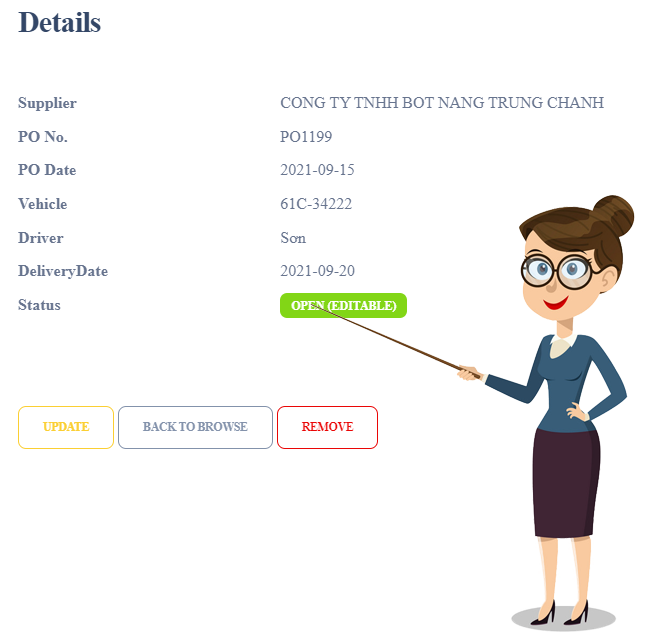 Details
Supplier CONG TY TNHH BOT NANG TRUNG CHANH
PO No. PO1199
PO Date 2021-09-15
Vehicle 61C-34222
Driver Sơn
DeliveryDate 2021-09-20
Status OPEN (EDITABLE)
UPDATE BACK TO BROWSE REMOVE